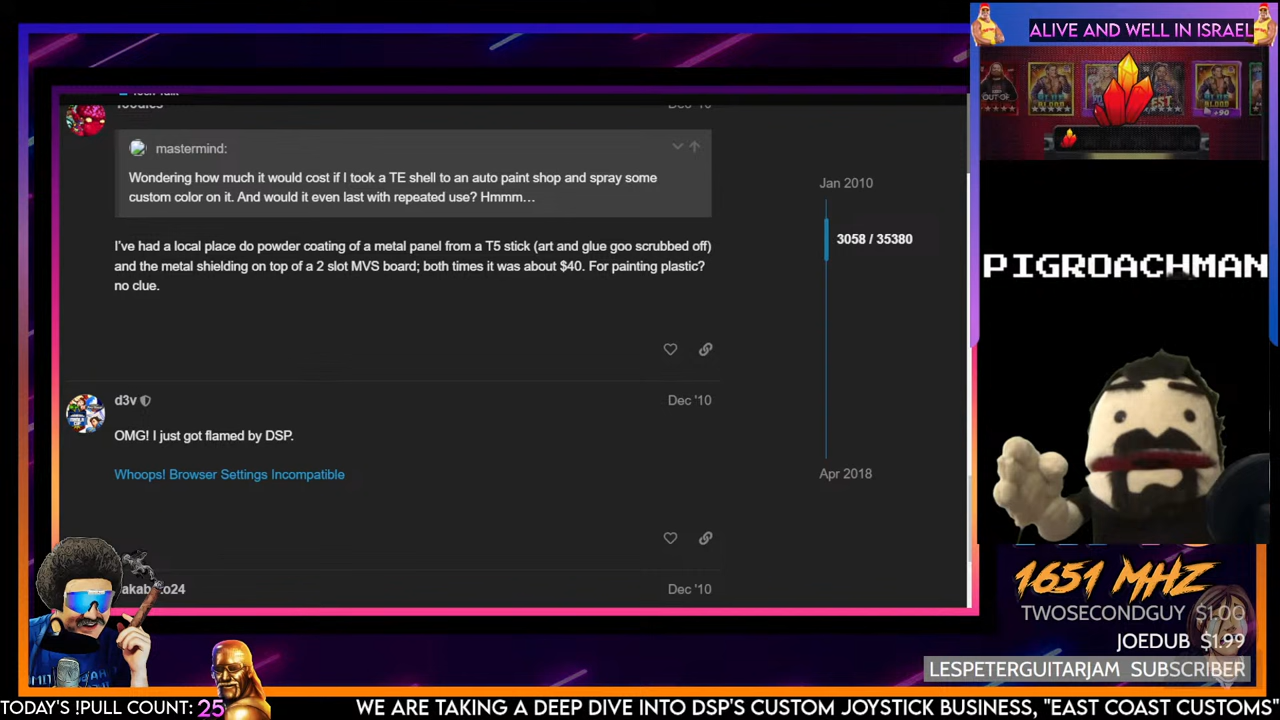 ALIVE AND WELL IN ISRAEL
Tech Talk
Dec '10
mastermind:
Wondering how much it would cost if I took a TE shell to an auto paint shop and spray some
custom color on it. And would it even last with repeated use? Hmmm…
I've had a local place do powder coating of a metal panel from a T5 stick (art and glue goo scrubbed off)
and the metal shielding on top of a 2 slot MVS board; both times it was about $40. For painting plastic?
no clue.
Jan 2010
3058 / 35380
Apr 2018
d3v
Dec '10
OMG! I just got flamed by DSP.
Whoops! Browser Settings Incompatible
Dec '10
PIGROACHMAN
1651 MHZ
TWOSECONDGUY $1.00
JOEDUB $1.99
LESPETERGUITARJAM SUBSCRIBER
TODAY'S !PULL COUNT: 25
WE ARE TAKING A DEEP DIVE INTO DSP'S CUSTOM JOYSTICK BUSINESS, "EAST COAST CUSTOMS"